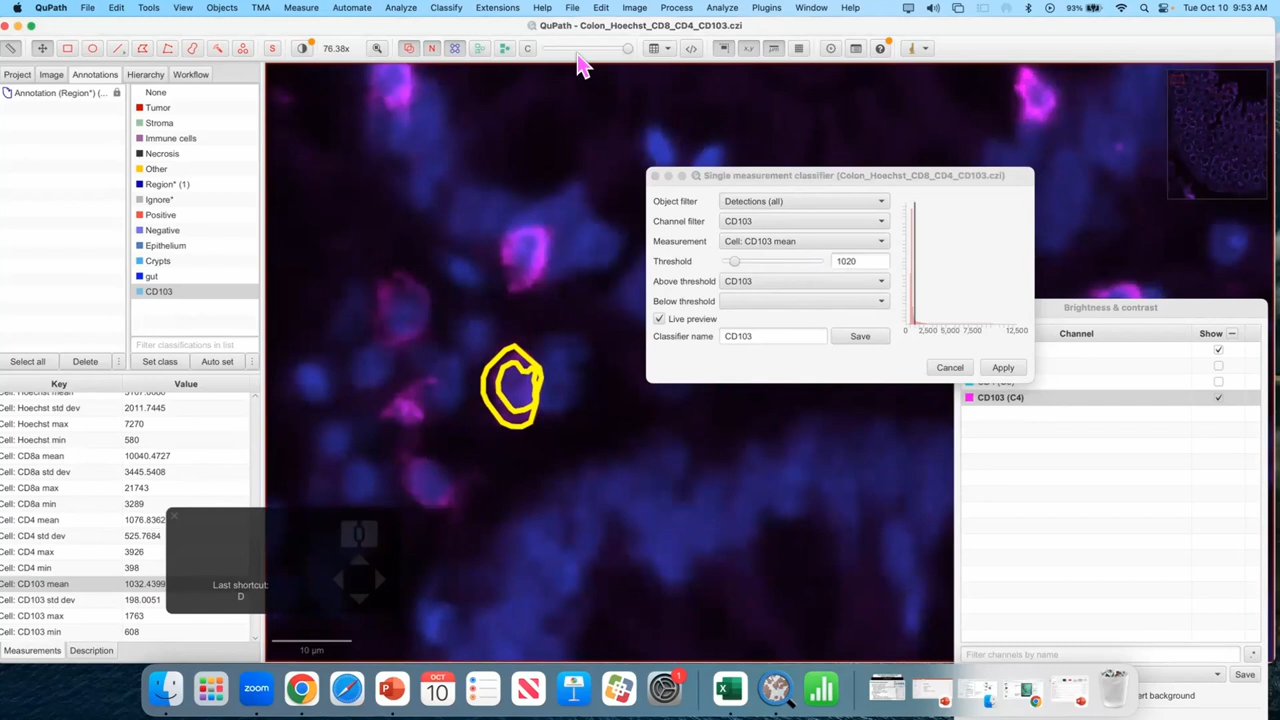 QuPath File Edit Tools View Objects TMA Measure Automate Analyze Classify Extensions Help File Edit Image Process Analyze Plugins Window Help 93% Tue Oct 10 9:53 AM
QuPath - Colon_Hoechst_CD8_CD4_CD103.czi
S 76.38x N C x,y
Project Image Annotations Hierarchy Workflow
Annotation (Region*) (...
None
Tumor
Stroma
Immune cells
Necrosis
Other
Region* (1)
Ignore*
Positive
Negative
Epithelium
Crypts
gut
CD103
Filter classifications in list
Select all Delete Set class Auto set
Key Value
Cell: Hoechst std dev 2011.7445
Cell: Hoechst max 7270
Cell: Hoechst min 580
Cell: CD8a mean 10040.4727
Cell: CD8a std dev 3445.5408
Cell: CD8a max 21743
Cell: CD8a min 3289
Cell: CD4 mean 1076.8362
Cell: CD4 std dev 525.7684
Cell: CD4 max 3926
Cell: CD4 min 398
Cell: CD103 mean 1032.4399
Cell: CD103 std dev 198.0051
Cell: CD103 max 1763
Cell: CD103 min 608
Measurements Description
Last shortcut:
D
10 µm
Single measurement classifier (Colon_Hoechst_CD8_CD4_CD103.czi)
Object filter Detections (all)
Channel filter CD103
Measurement Cell: CD103 mean
Threshold 1020
Above threshold CD103
Below threshold
Live preview
Classifier name CD103 Save
0 2,500 5,000 7,500 12,500
Cancel Apply
Brightness & contrast
Channel Show
CD103 (C4)
Filter channels by name .*
Save
ert background
OCT
10
zoom
1